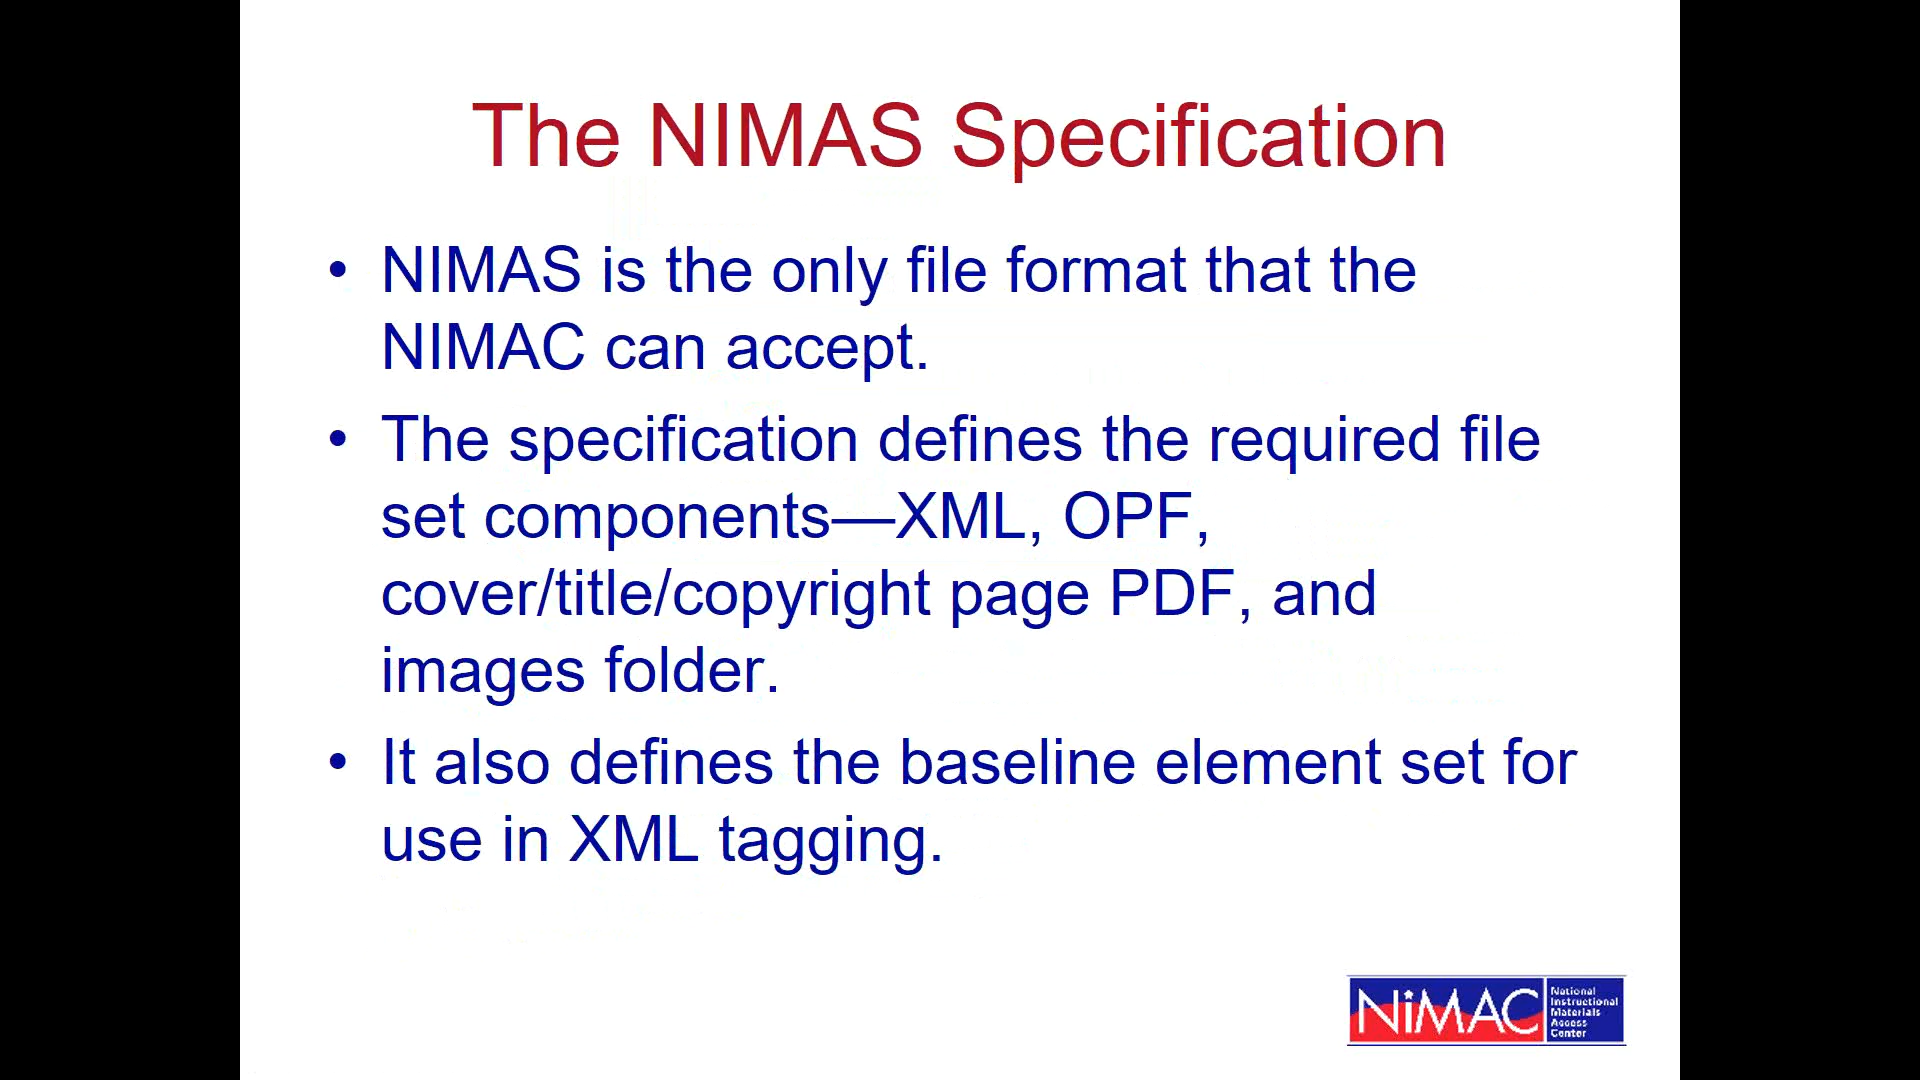 The NIMAS Specification
• NIMAS is the only file format that the
NIMAC can accept.
• The specification defines the required file
set components—XML, OPF,
cover/title/copyright page PDF, and
images folder.
• It also defines the baseline element set for
use in XML tagging.
NiMAC
National
Instructional
Materials
Access
Center